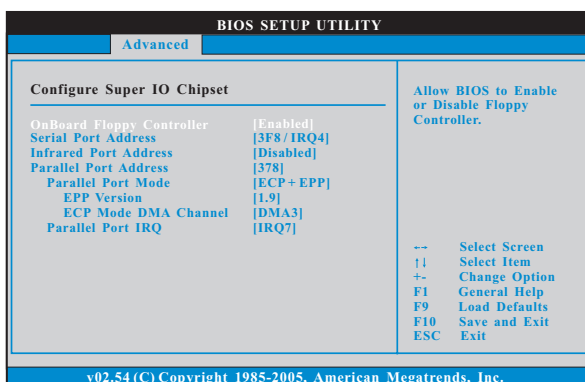 BIOS SETUP UTILITY
Advanced
Configure Super IO Chipset
OnBoard Floppy Controller [Enabled]
Serial Port Address [3F8 / IRQ4]
Infrared Port Address [Disabled]
Parallel Port Address [378]
Parallel Port Mode [ECP + EPP]
EPP Version [1.9]
ECP Mode DMA Channel [DMA3]
Parallel Port IRQ [IRQ7]
Allow BIOS to Enable
or Disable Floppy
Controller.
←→ Select Screen
↑↓ Select Item
+- Change Option
F1 General Help
F9 Load Defaults
F10 Save and Exit
ESC Exit
v02.54 (C) Copyright 1985-2005, American Megatrends, Inc.